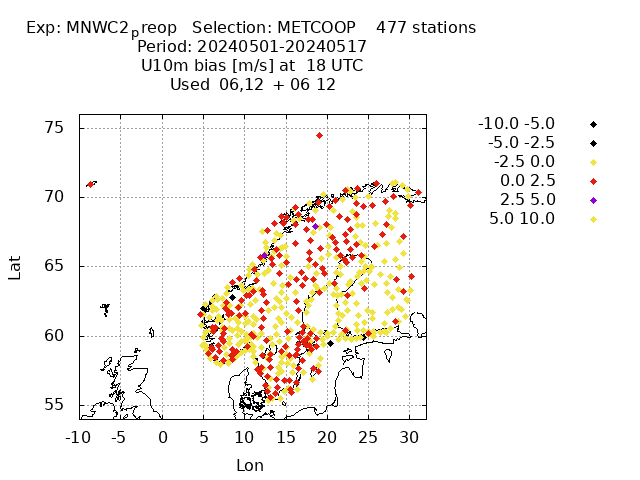 Exp: MNWC2preop   Selection: METCOOP    477 stations
Period: 20240501-20240517
U10m bias [m/s] at  18 UTC
Used  06,12  + 06 12
-10.0 -5.0
-5.0 -2.5
-2.5 0.0
0.0 2.5
2.5 5.0
5.0 10.0
75
70
65
60
55
Lat
-10 -5 0 5 10 15 20 25 30
Lon